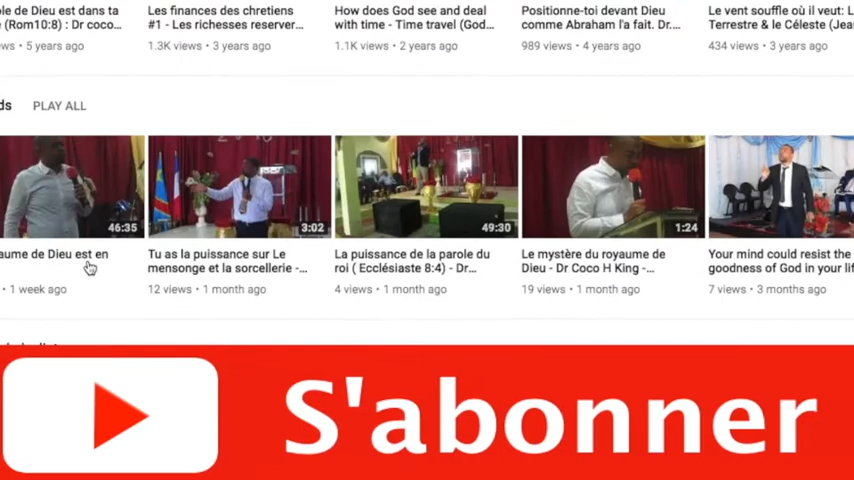 le de Dieu est dans ta
(Rom10:8) : Dr coco...
ws • 5 years ago
Les finances des chretiens
#1 - Les richesses reserver...
1.3K views • 3 years ago
How does God see and deal
with time - Time travel (God...
1.1K views • 2 years ago
Positionne-toi devant Dieu
comme Abraham l'a fait. Dr....
989 views • 4 years ago
Le vent souffle où il veut: L
Terrestre & le Céleste (Jea
434 views • 3 years ago
ds PLAY ALL
46:35
3:02
49:30
1:24
aume de Dieu est en
• 1 week ago
Tu as la puissance sur Le
mensonge et la sorcellerie -...
12 views • 1 month ago
La puissance de la parole du
roi ( Ecclésiaste 8:4) - Dr...
4 views • 1 month ago
Le mystère du royaume de
Dieu - Dr Coco H King -...
19 views • 1 month ago
Your mind could resist the
goodness of God in your life
7 views • 3 months ago
S'abonner